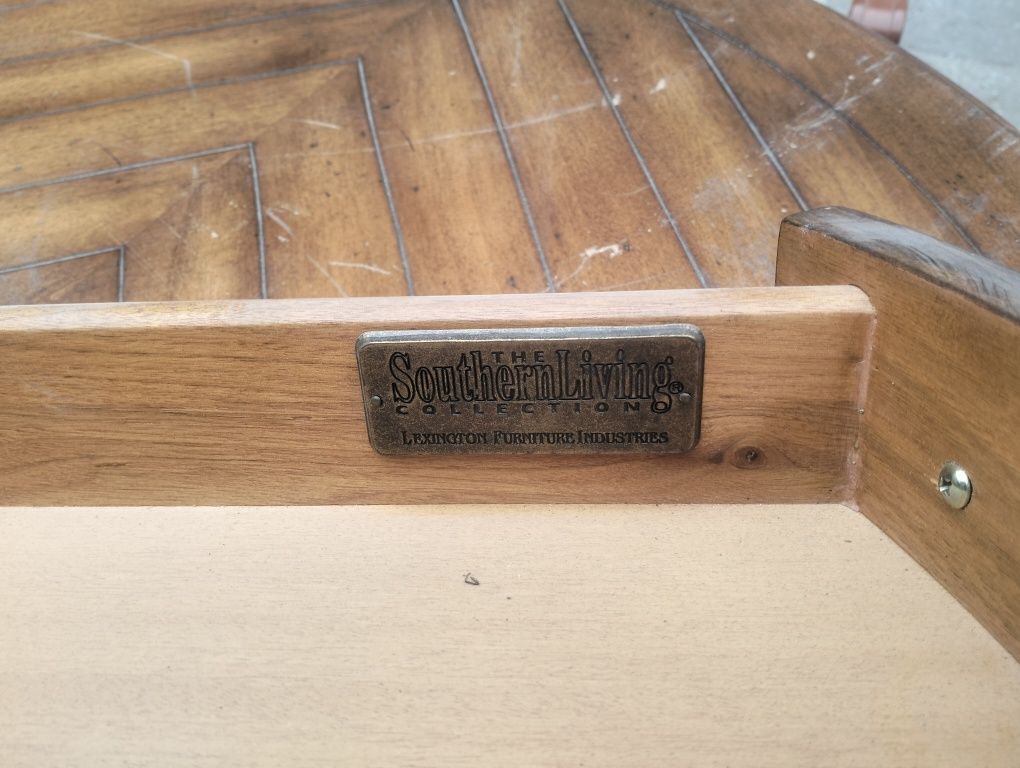 THE
SouthernLiving®
COLLECTION
LEXINGTON FURNITURE INDUSTRIES